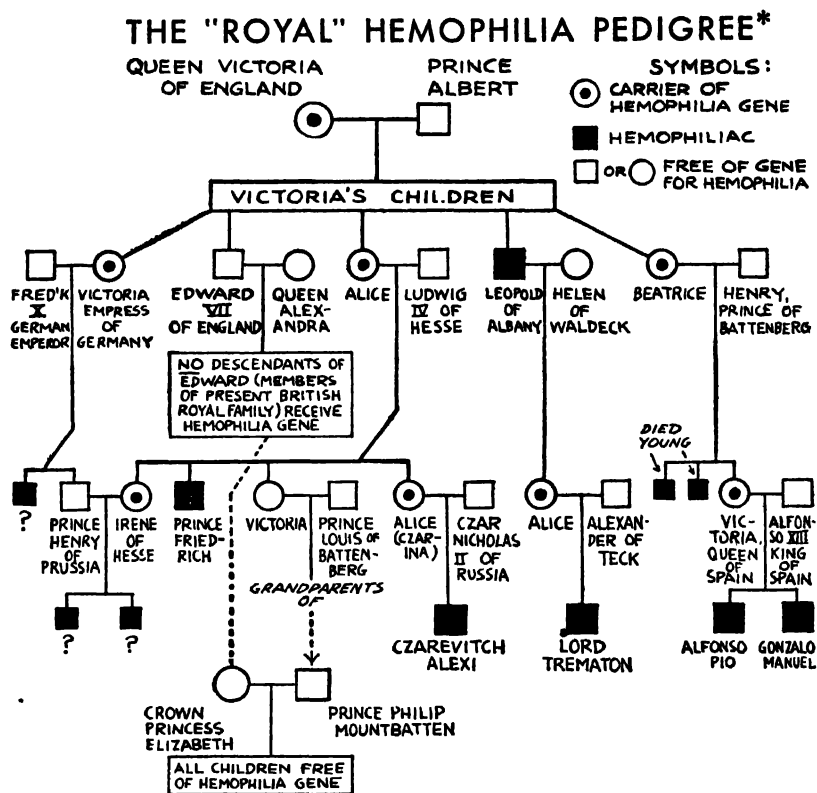 THE "ROYAL" HEMOPHILIA PEDIGREE*
QUEEN VICTORIA
OF ENGLAND
PRINCE
ALBERT
SYMBOLS:
CARRIER OF
HEMOPHILIA GENE
HEMOPHILIAC
OR
FREE OF GENE
FOR HEMOPHILIA
VICTORIA'S CHILDREN
FRED'K
X
GERMAN
EMPEROR
VICTORIA
EMPRESS
OF
GERMANY
EDWARD
VII
OF ENGLAND
QUEEN
ALEX-
ANDRA
ALICE
LUDWIG
IV OF
HESSE
LEOPOLD
OF
ALBANY
HELEN
OF
WALDECK
BEATRICE
HENRY,
PRINCE OF
BATTENBERG
NO DESCENDANTS OF
EDWARD (MEMBERS
OF PRESENT BRITISH
ROYAL FAMILY) RECEIVE
HEMOPHILIA GENE
DIED
YOUNG
?
PRINCE
HENRY
OF
PRUSSIA
IRENE
OF
HESSE
PRINCE
FRIED-
RICH
VICTORIA
PRINCE
LOUIS OF
BATTEN-
BERG
ALICE
(CZAR-
INA)
CZAR
NICHOLAS
II OF
RUSSIA
ALICE
ALEXAN-
DER OF
TECK
VIC-
TORIA,
QUEEN
OF
SPAIN
ALFON-
SO XIII
KING
OF
SPAIN
GRANDPARENTS
OF
?
?
CZAREVITCH
ALEXI
LORD
TREMATON
ALFONSO
PIO
GONZALO
MANUEL
CROWN
PRINCESS
ELIZABETH
PRINCE PHILIP
MOUNTBATTEN
ALL CHILDREN FREE
OF HEMOPHILIA GENE